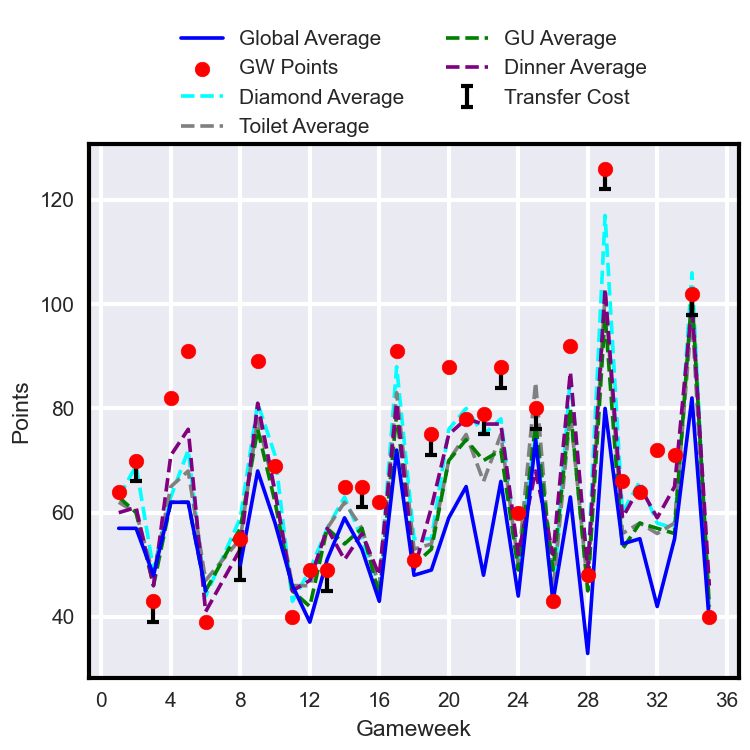 Global Average
GW Points
Diamond Average
Toilet Average
GU Average
Dinner Average
Transfer Cost
120
100
80
60
40
Points
0 4 8 12 16 20 24 28 32 36
Gameweek